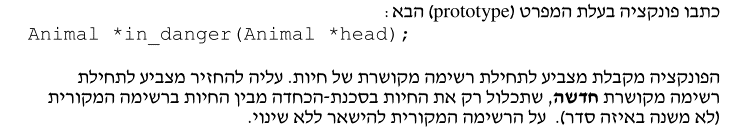 כתבו פונקציה בעלת המפרט (prototype) הבא:
Animal *in_danger(Animal *head);
הפונקציה מקבלת מצביע לתחילת רשימה מקושרת של חיות. עליה להחזיר מצביע לתחילת
רשימה מקושרת חדשה, שתכלול רק את החיות בסכנת-הכחדה מבין החיות ברשימה המקורית
(לא משנה באיזה סדר). על הרשימה המקורית להישאר ללא שינוי.